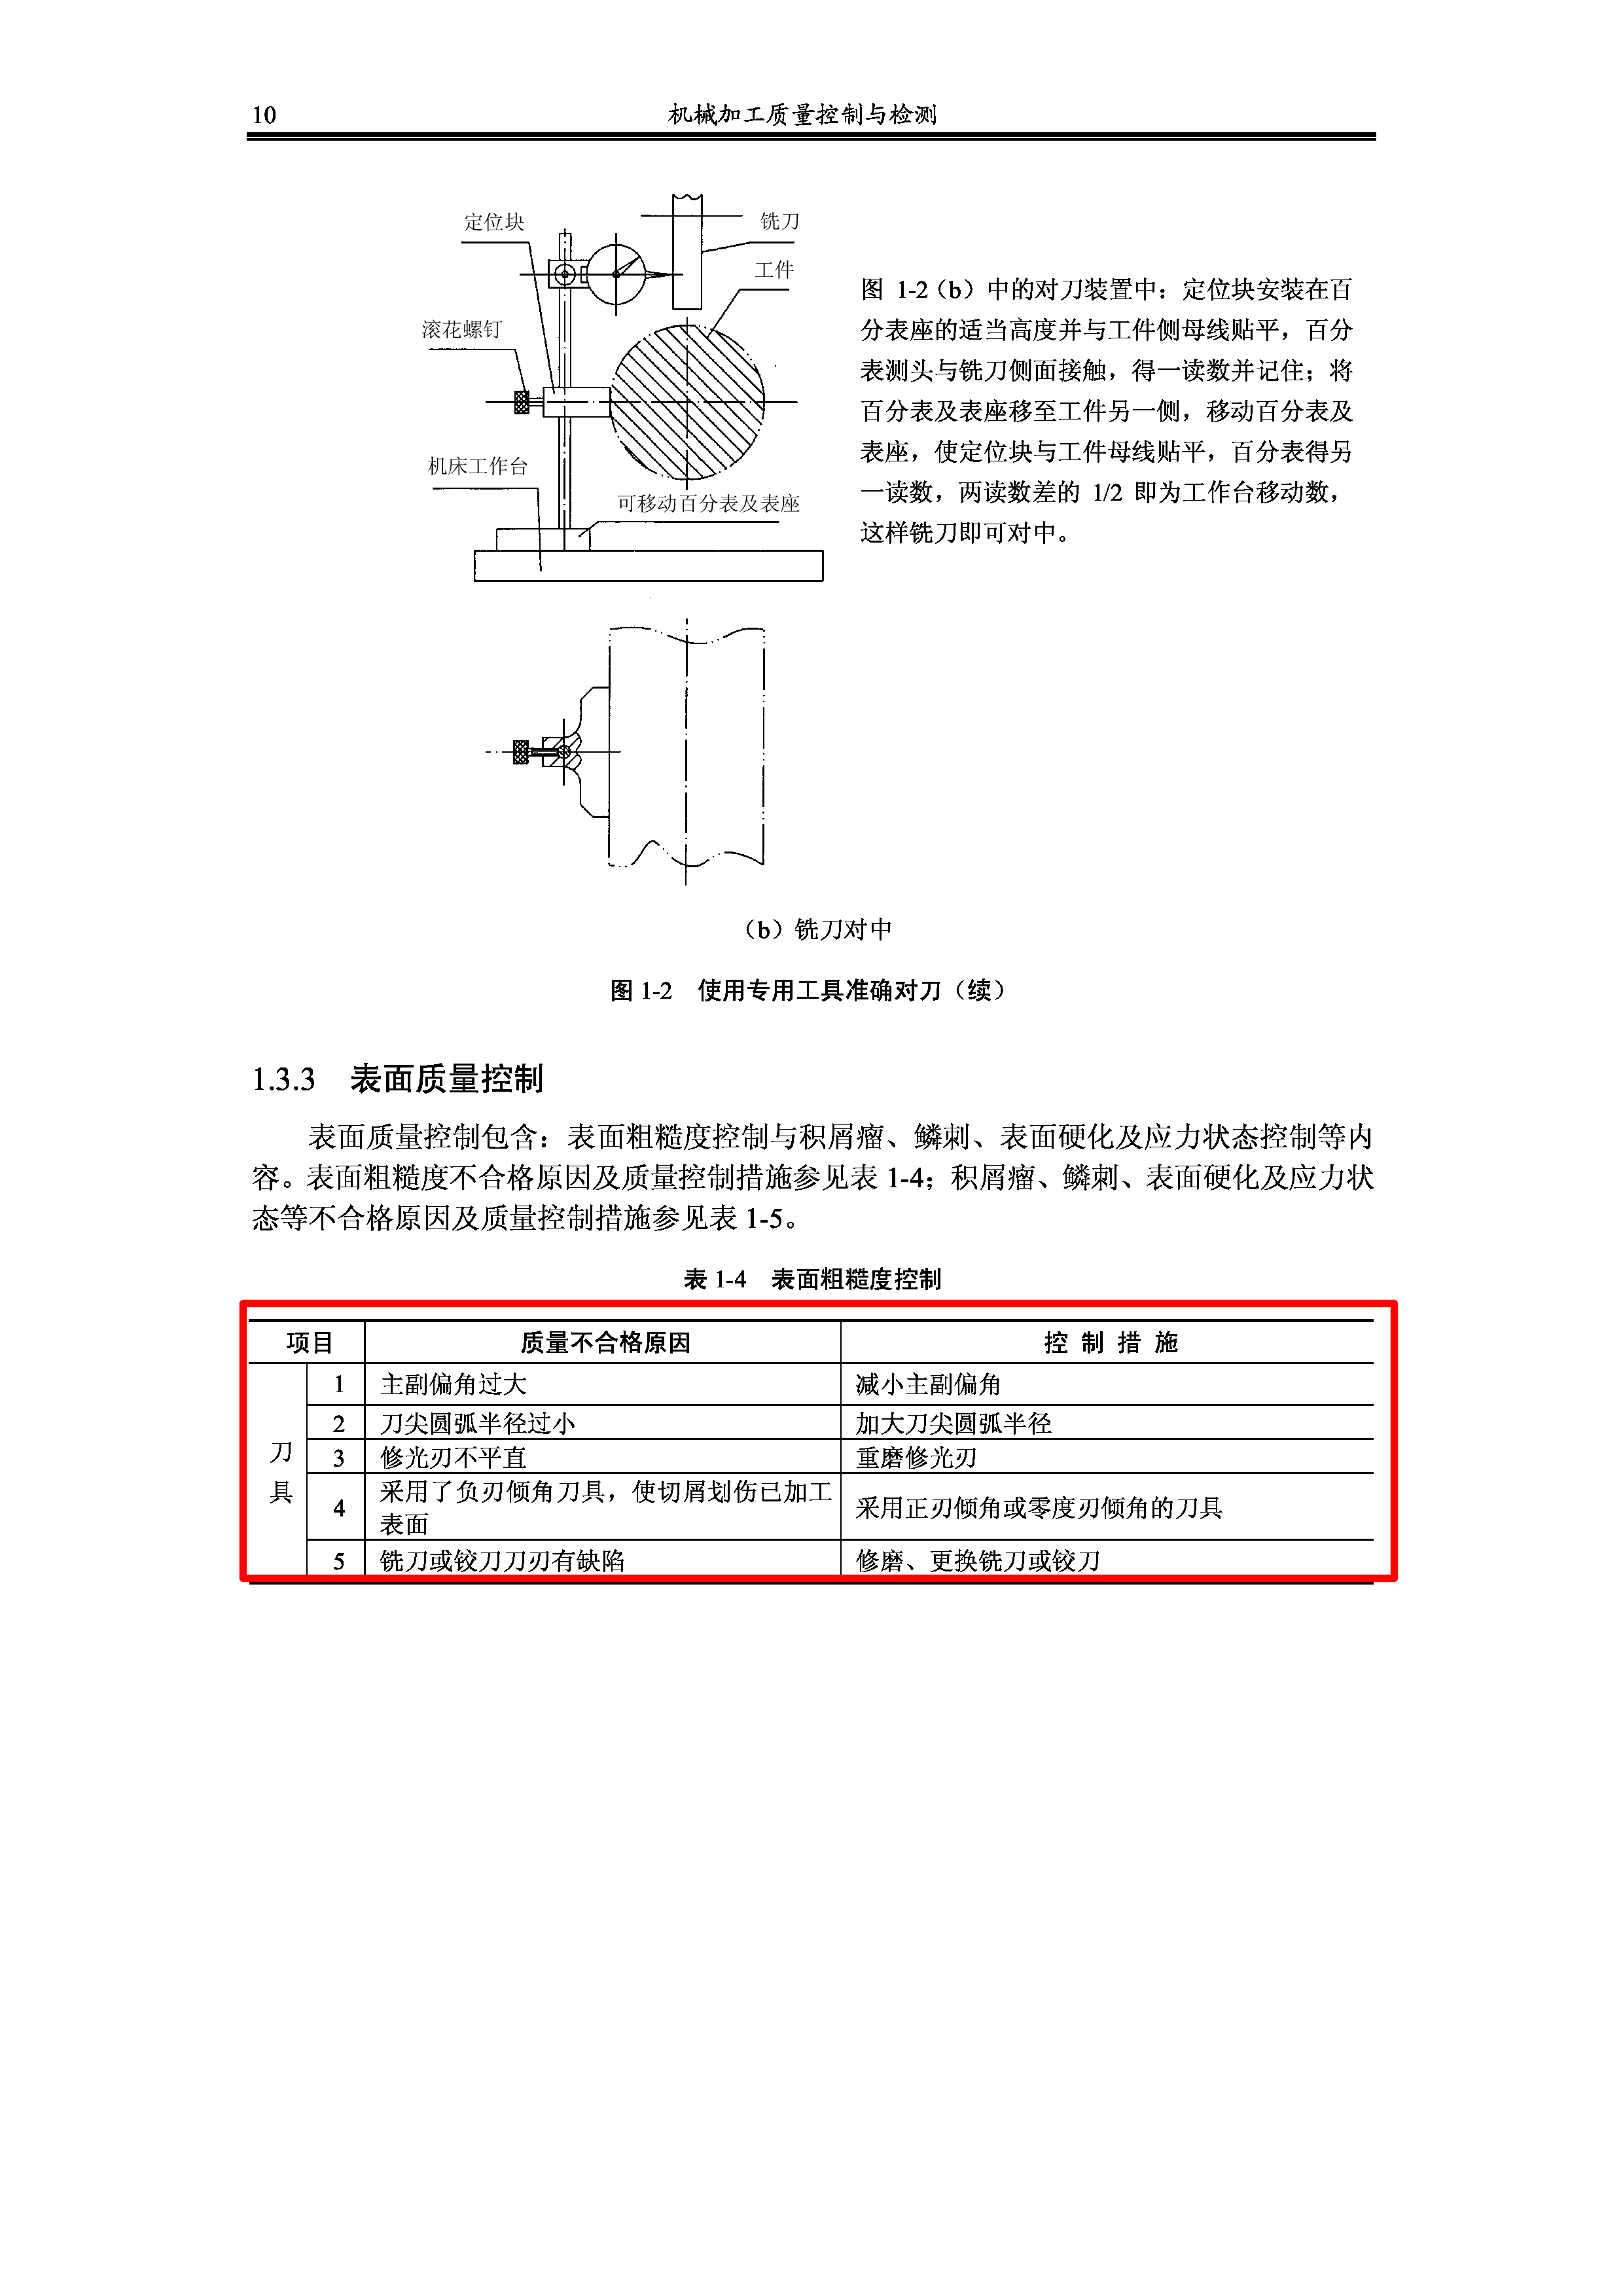 10
机械加工质量控制与检测
定位块
铣刀
工件
滚花螺钉
机床工作台
可移动百分表及表座
图 1-2（b）中的对刀装置中：定位块安装在百
分表座的适当高度并与工件侧母线贴平，百分
表测头与铣刀侧面接触，得一读数并记住；将
百分表及表座移至工件另一侧，移动百分表及
表座，使定位块与工件母线贴平，百分表得另
一读数，两读数差的 1/2 即为工作台移动数，
这样铣刀即可对中。
（b）铣刀对中
图 1-2 使用专用工具准确对刀（续）
1.3.3 表面质量控制
表面质量控制包含：表面粗糙度控制与积屑瘤、鳞刺、表面硬化及应力状态控制等内
容。表面粗糙度不合格原因及质量控制措施参见表 1-4；积屑瘤、鳞刺、表面硬化及应力状
态等不合格原因及质量控制措施参见表 1-5。
表 1-4 表面粗糙度控制
项目 质量不合格原因 控 制 措 施
刀具
1 主副偏角过大 减小主副偏角
2 刀尖圆弧半径过小 加大刀尖圆弧半径
3 修光刃不平直 重磨修光刃
4 采用了负刃倾角刀具，使切屑划伤已加工
表面 采用正刃倾角或零度刃倾角的刀具
5 铣刀或铰刀刀刃有缺陷 修磨、更换铣刀或铰刀